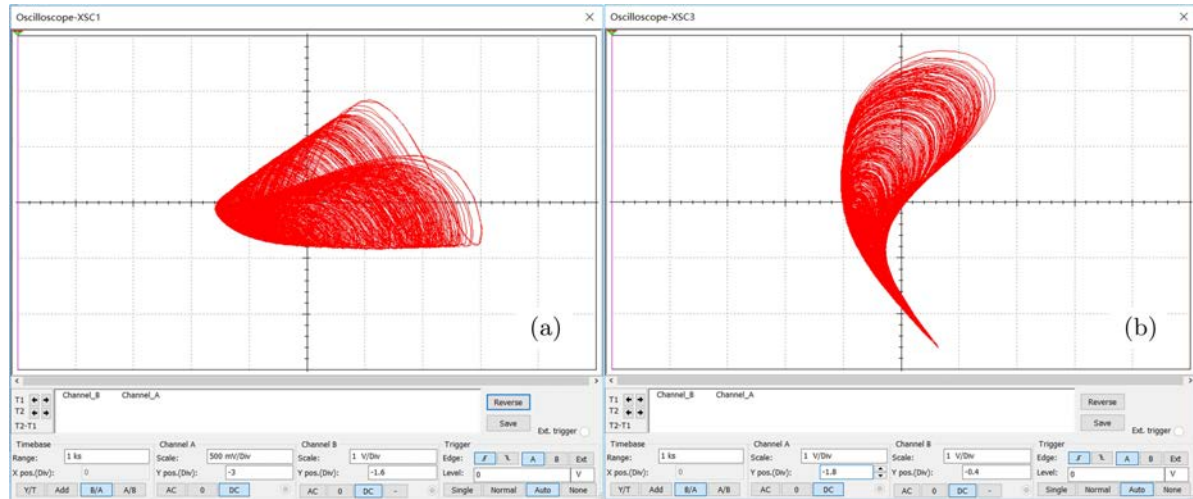 Oscilloscope-XSC1
(a)
T1
T2
T2-T1
Channel_B Channel_A
Reverse
Save
Ext. trigger
Timebase
Range: 1 ks
X pos.(Div): 0
Y/T Add B/A A/B
Channel A
Scale: 500 mV/Div
Y pos.(Div): -3
AC 0 DC
Channel B
Scale: 1 V/Div
Y pos.(Div): -1.6
AC 0 DC -
Trigger
Edge: A B Ext
Level: 0 V
Single Normal Auto None
Oscilloscope-XSC3
(b)
T1
T2
T2-T1
Channel_B Channel_A
Reverse
Save
Ext. trigger
Timebase
Range: 1 ks
X pos.(Div): 0
Y/T Add B/A A/B
Channel A
Scale: 1 V/Div
Y pos.(Div): -1.8
AC 0 DC
Channel B
Scale: 1 V/Div
Y pos.(Div): -0.4
AC 0 DC -
Trigger
Edge: A B Ext
Level: 0 V
Single Normal Auto None